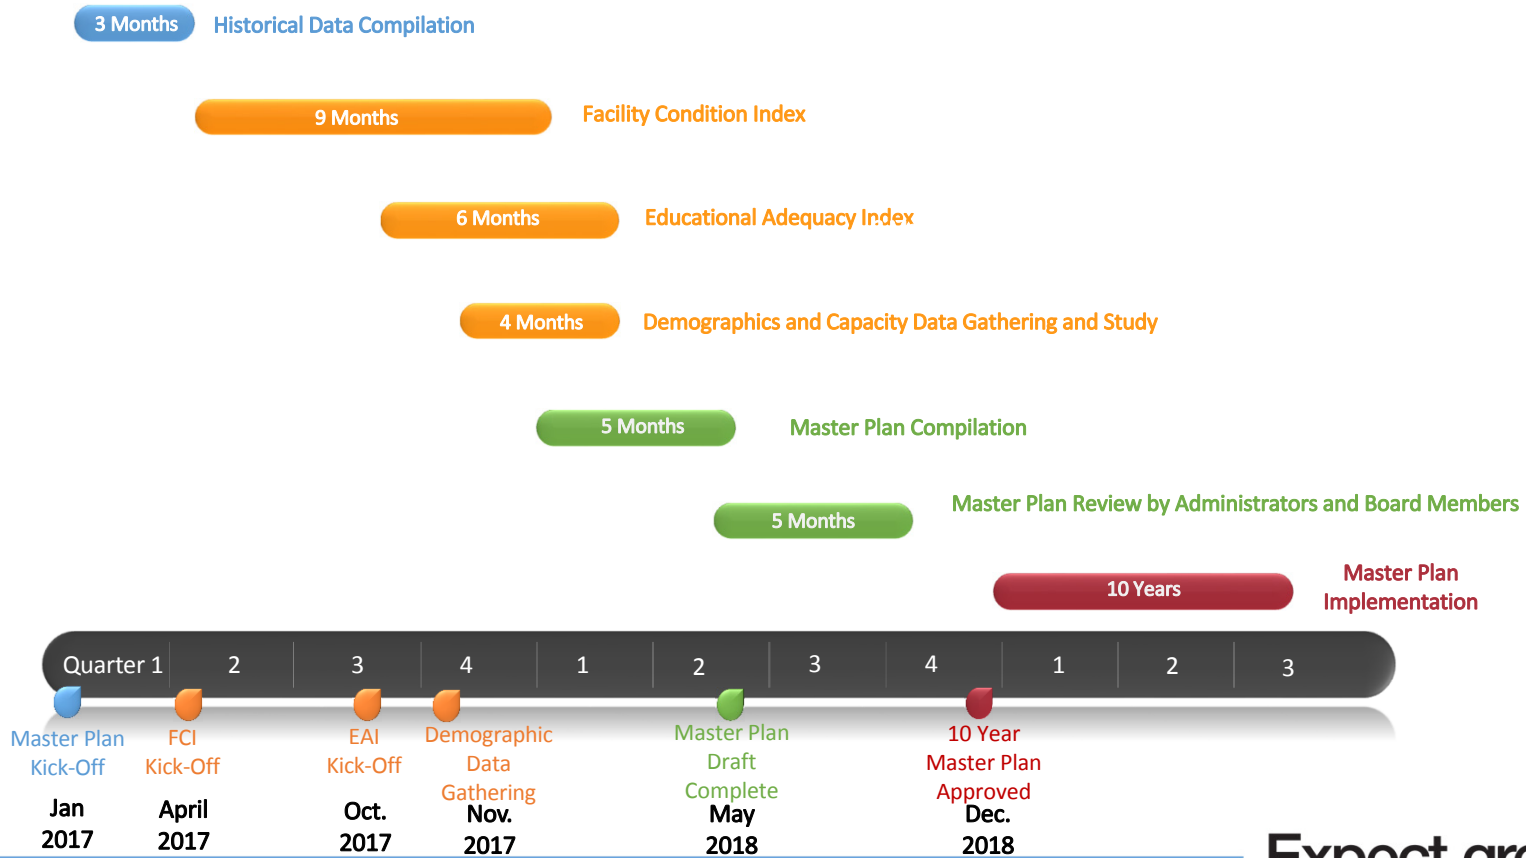 3 Months
Historical Data Compilation
9 Months
Facility Condition Index
6 Months
Educational Adequacy Index
4 Months
Demographics and Capacity Data Gathering and Study
5 Months
Master Plan Compilation
5 Months
Master Plan Review by Administrators and Board Members
10 Years
Master Plan
Implementation
Quarter 1 2 3 4 1 2 3 4 1 2 3
Master Plan
Kick-Off
Jan
2017
FCI
Kick-Off
April
2017
EAI
Kick-Off
Oct.
2017
Demographic
Data
Gathering
Nov.
2017
Master Plan
Draft
Complete
May
2018
10 Year
Master Plan
Approved
Dec.
2018
Expect